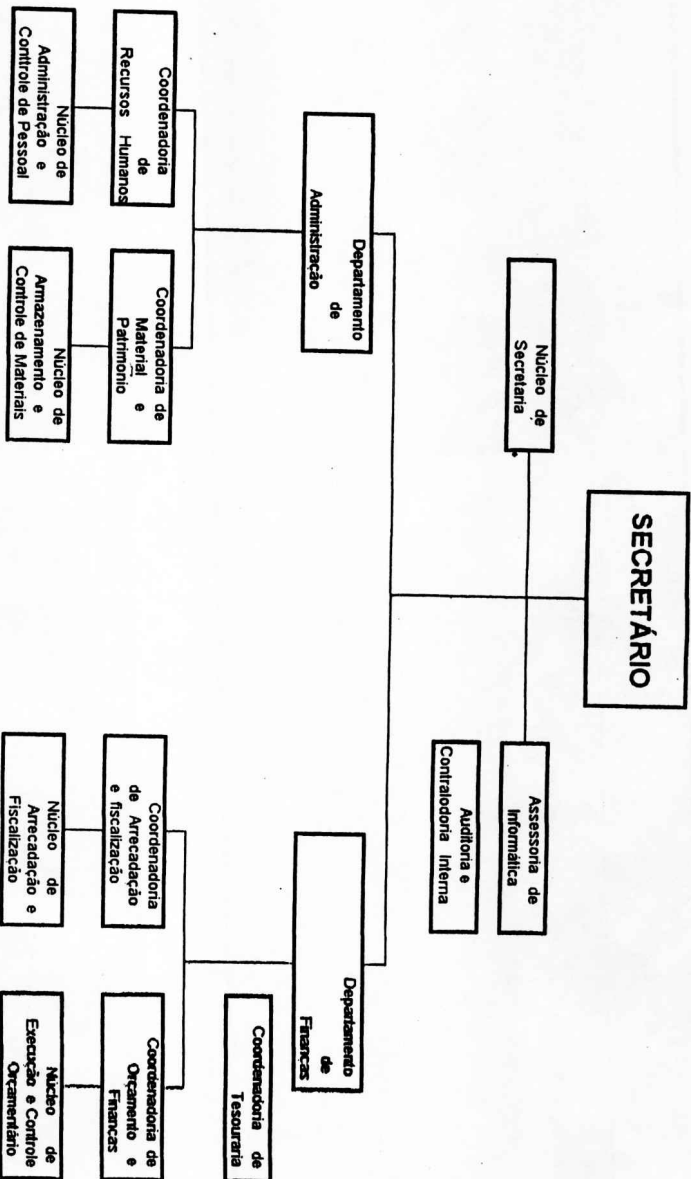 SECRETÁRIO
Núcleo de
Secretaria
Assessoria de
Informática
Auditoria e
Contralodoria Interna
Departamento
de
Administração
Departamento
de
Finanças
Coordenadoria de
Tesouraria
Coordenadoria
de
Recursos Humanos
Coordenadoria de
Material e
Patrimônio
Coordenadoria
de Arrecadação
e fiscalização
Coordenadoria de
Orçamento e
Finanças
Núcleo de
Administração e
Conttrole de Pessoal
Núcleo de
Armazenamento e
Controle de Materiais
Núcleo de
Arrecadação e
Fiscalização
Núcleo de
Execução e Controle
Orçamentário